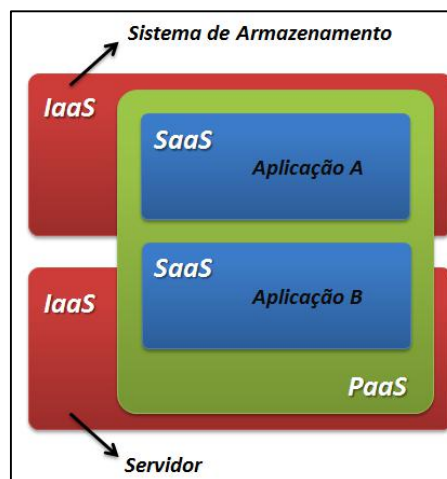 Sistema de Armazenamento
IaaS
SaaS
Aplicação A
SaaS
Aplicação B
IaaS
PaaS
Servidor